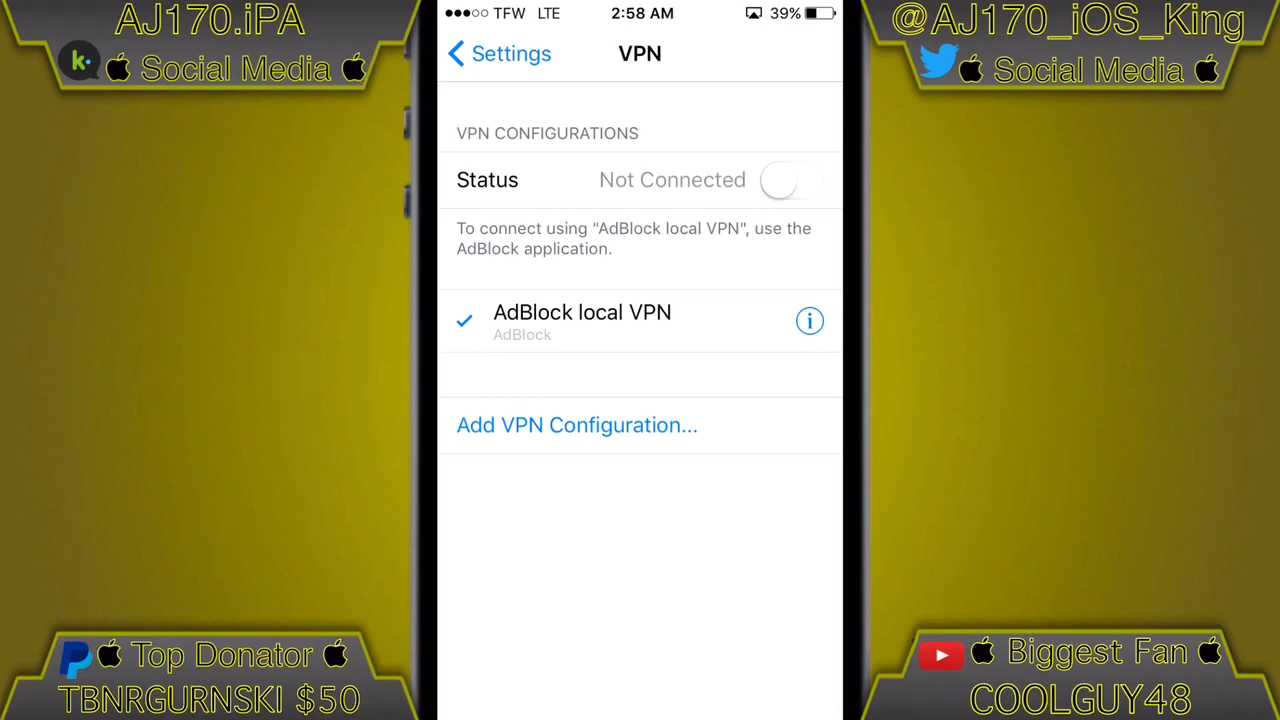 AJ170.iPA
k.
Social Media
@AJ170_iOS_King
Social Media
TFW LTE 2:58 AM 39%
Settings VPN
VPN CONFIGURATIONS
Status Not Connected
To connect using "AdBlock local VPN", use the
AdBlock application.
AdBlock local VPN
AdBlock
Add VPN Configuration...
Top Donator
TBNRGURNSKI $50
Biggest Fan
COOLGUY48